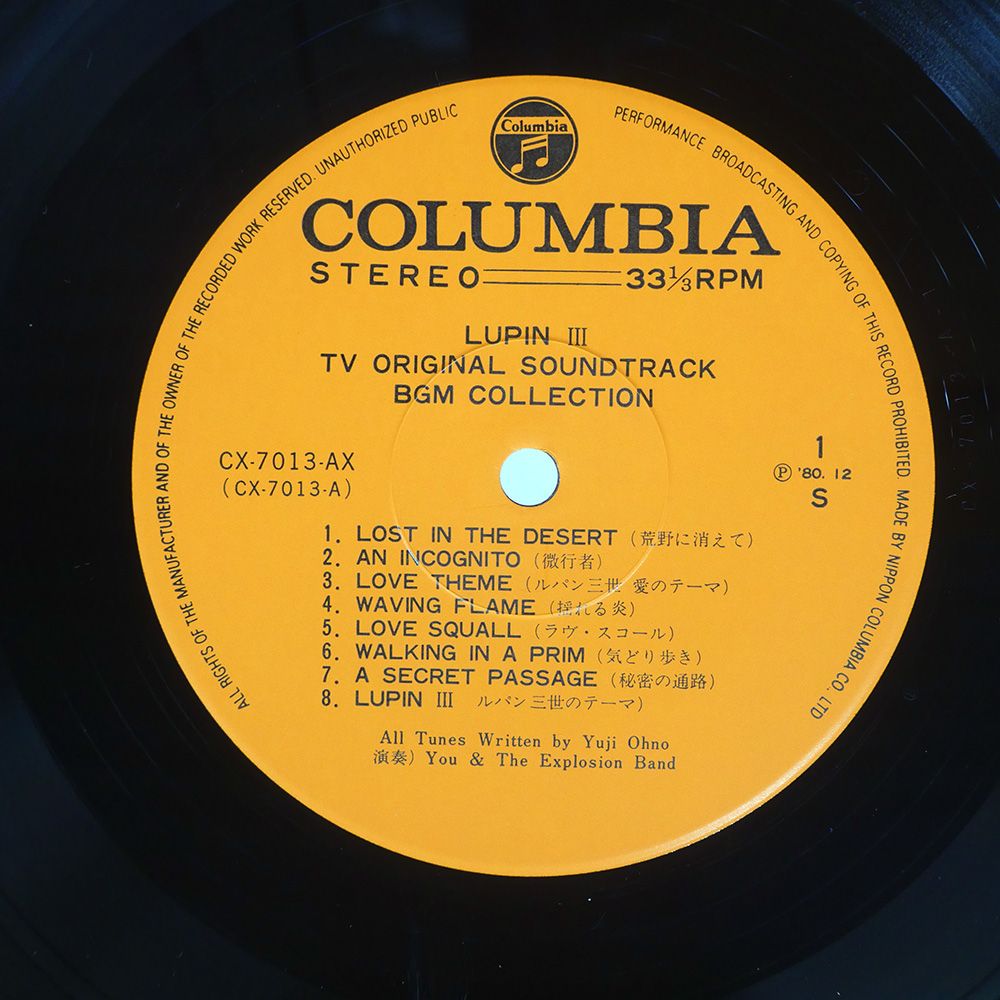 Columbia
COLUMBIA
STEREO 33⅓ RPM
LUPIN III
TV ORIGINAL SOUNDTRACK
BGM COLLECTION
CX-7013-AX
(CX-7013-A)
1
Ⓟ '80. 12
S
1. LOST IN THE DESERT (荒野に消えて)
2. AN INCOGNITO (微行者)
3. LOVE THEME (ルパン三世 愛のテーマ)
4. WAVING FLAME (揺れる炎)
5. LOVE SQUALL (ラヴ・スコール)
6. WALKING IN A PRIM (気どり歩き)
7. A SECRET PASSAGE (秘密の通路)
8. LUPIN III ルパン三世のテーマ)
All Tunes Written by Yuji Ohno
演奏) You & The Explosion Band
ALL RIGHTS OF THE MANUFACTURER AND OF THE OWNER OF THE RECORDED WORK RESERVED. UNAUTHORIZED PUBLIC PERFORMANCE BROADCASTING AND COPYING OF THIS RECORD PROHIBITED. MADE BY NIPPON COLUMBIA CO., LTD